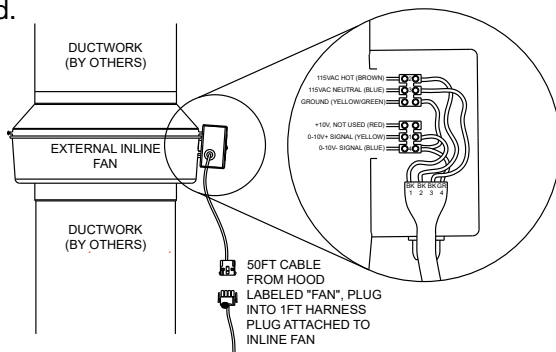 d.
DUCTWORK
(BY OTHERS)
EXTERNAL INLINE
FAN
DUCTWORK
(BY OTHERS)
115VAC HOT (BROWN)
115VAC NEUTRAL (BLUE)
GROUND (YELLOW/GREEN)
+10V, NOT USED (RED)
0-10V+ SIGNAL (YELLOW)
0-10V- SIGNAL (BLUE)
BK BK BK GR
1 2 3 4
50FT CABLE
FROM HOOD
LABELED "FAN", PLUG
INTO 1FT HARNESS
PLUG ATTACHED TO
INLINE FAN